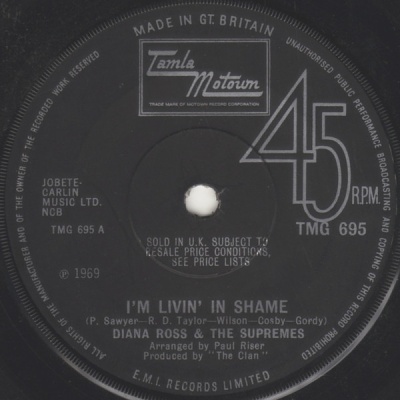 MADE IN GT. BRITAIN
ALL RIGHTS OF THE MANUFACTURER AND OF THE OWNER OF THE RECORDED WORK RESERVED
UNAUTHORISED PUBLIC PERFORMANCE BROADCASTING AND COPYING OF THIS RECORD PROHIBITED
Tamla
Motown
TRADE MARK OF MOTOWN RECORD CORPORATION
45
R.P.M.
JOBETE-
CARLIN
MUSIC LTD.
NCB
TMG 695 A
TMG 695
SOLD IN U.K. SUBJECT TO
RESALE PRICE CONDITIONS,
SEE PRICE LISTS
℗ 1969
I'M LIVIN' IN SHAME
(P. Sawyer—R. D. Taylor—Wilson—Cosby—Gordy)
DIANA ROSS & THE SUPREMES
Arranged by Paul Riser
Produced by "The Clan"
E.M.I. RECORDS LIMITED